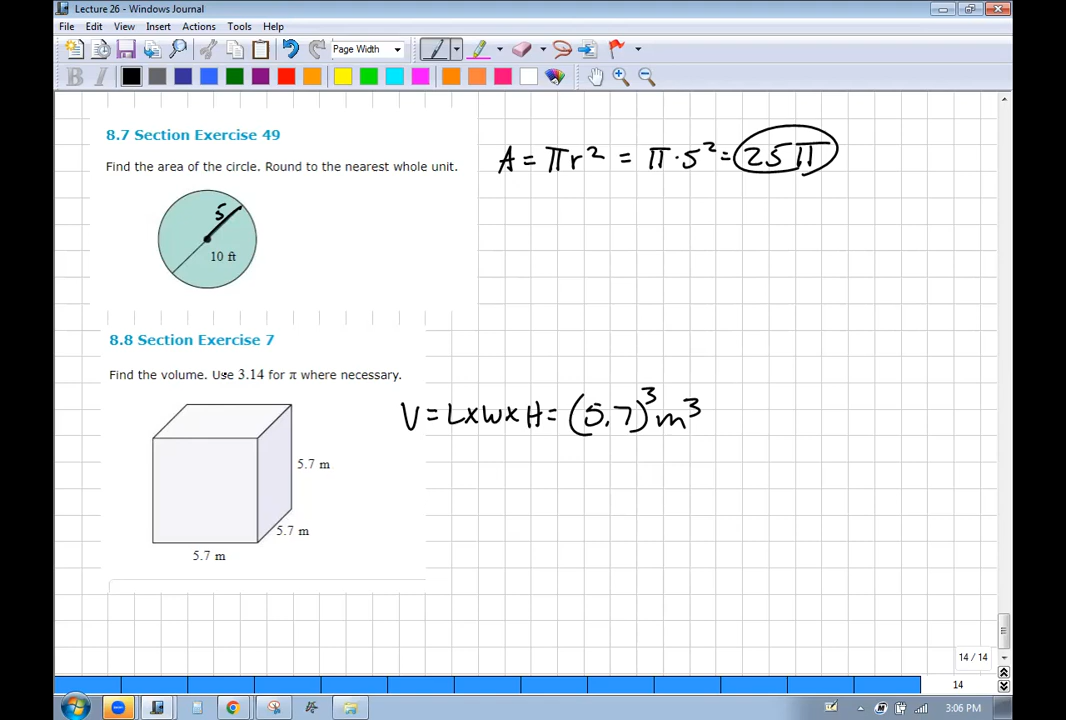 Lecture 26 - Windows Journal
File Edit View Insert Actions Tools Help
Page Width
B I
8.7 Section Exercise 49
Find the area of the circle. Round to the nearest whole unit.
5
10 ft
A = πr² = π·5² = 25π
8.8 Section Exercise 7
Find the volume. Use 3.14 for π where necessary.
5.7 m
5.7 m
5.7 m
V = L×W×H = (5.7)³ m³
14 / 14
14
3:06 PM